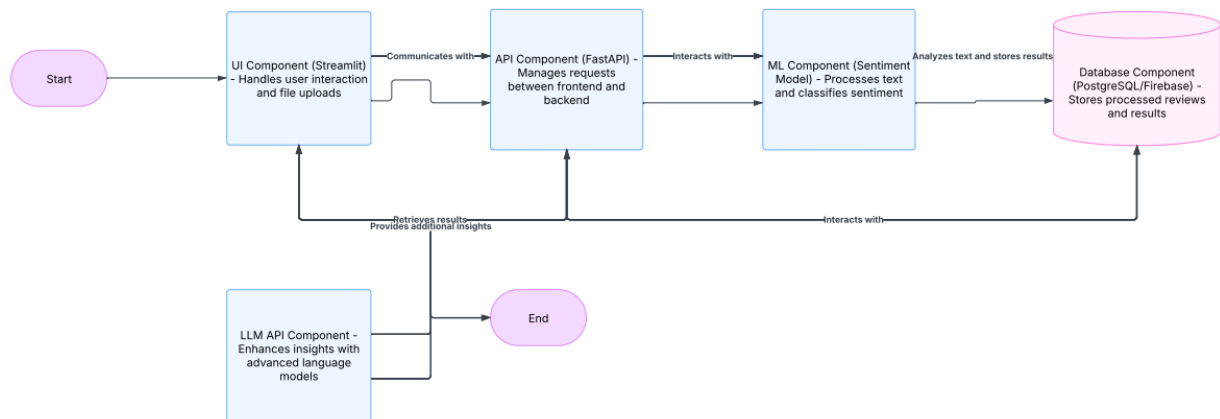 Start
UI Component (Streamlit)
- Handles user interaction
and file uploads
Communicates with
API Component (FastAPI) -
Manages requests
between frontend and
backend
Interacts with
ML Component (Sentiment
Model) - Processes text
and classifies sentiment
Analyzes text and stores results
Database Component
(PostgreSQL/Firebase) -
Stores processed reviews
and results
Retrieves results
Provides additional insights
Interacts with
LLM API Component -
Enhances insights with
advanced language
models
End